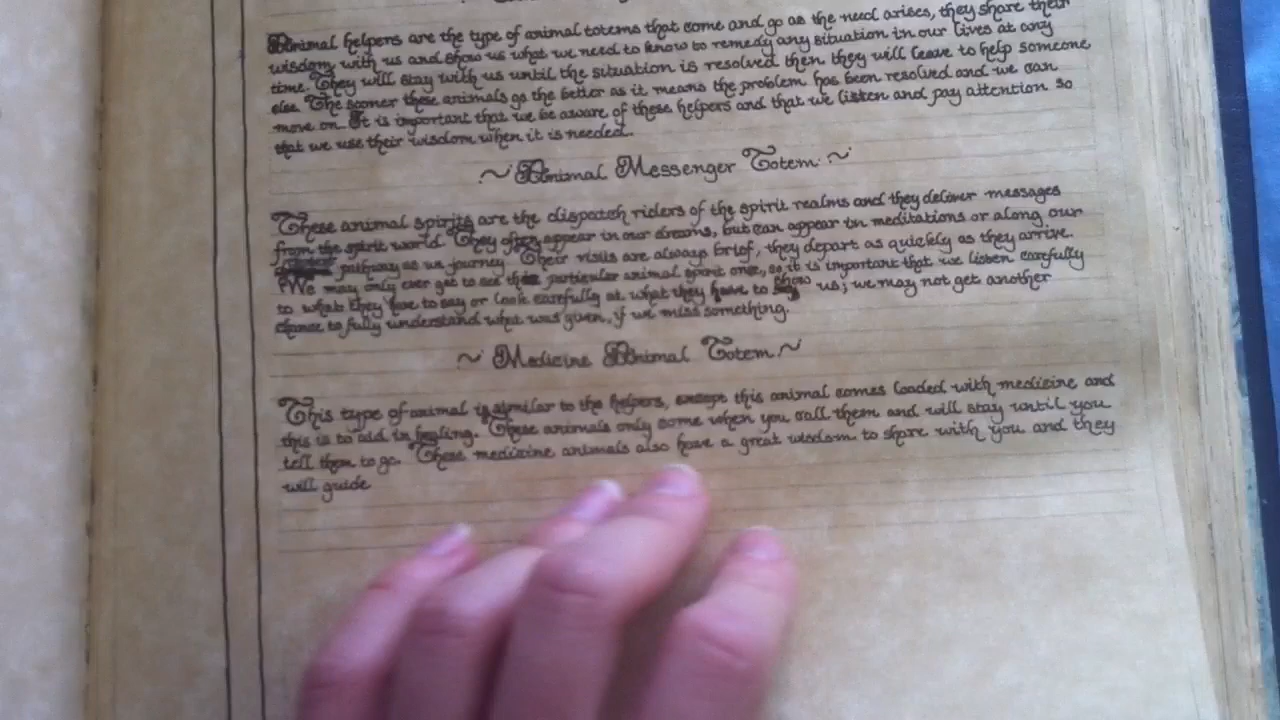 Animal helpers are the type of animal totems that come and go as the need arises, they share their
wisdom with us and show us what we need to know to remedy any situation in our lives at any
time. They will stay with us until the situation is resolved then they will leave to help someone
else. The sooner these animals go the better as it means the problem has been resolved and we can
move on. It is important that we be aware of these helpers and that we listen and pay attention so
that we use their wisdom when it is needed.
~ Animal Messenger Totem ~
These animal spirits are the dispatch riders of the spirit realms and they deliver messages
from the spirit world. They often appear in our dreams, but can appear in meditations or along our
pathway as we journey. Their visits are always brief, they depart as quickly as they arrive.
We may only ever get to see this particular animal spirit once, so it is important that we listen carefully
to what they have to say or look carefully at what they have to show us; we may not get another
chance to fully understand what was given, if we miss something.
~ Medicine Animal Totem ~
This type of animal is similar to the helpers, except this animal comes loaded with medicine and
this is to aid in healing. These animals only come when you call them and will stay until you
tell them to go. These medicine animals also have a great wisdom to share with you and they
will guide